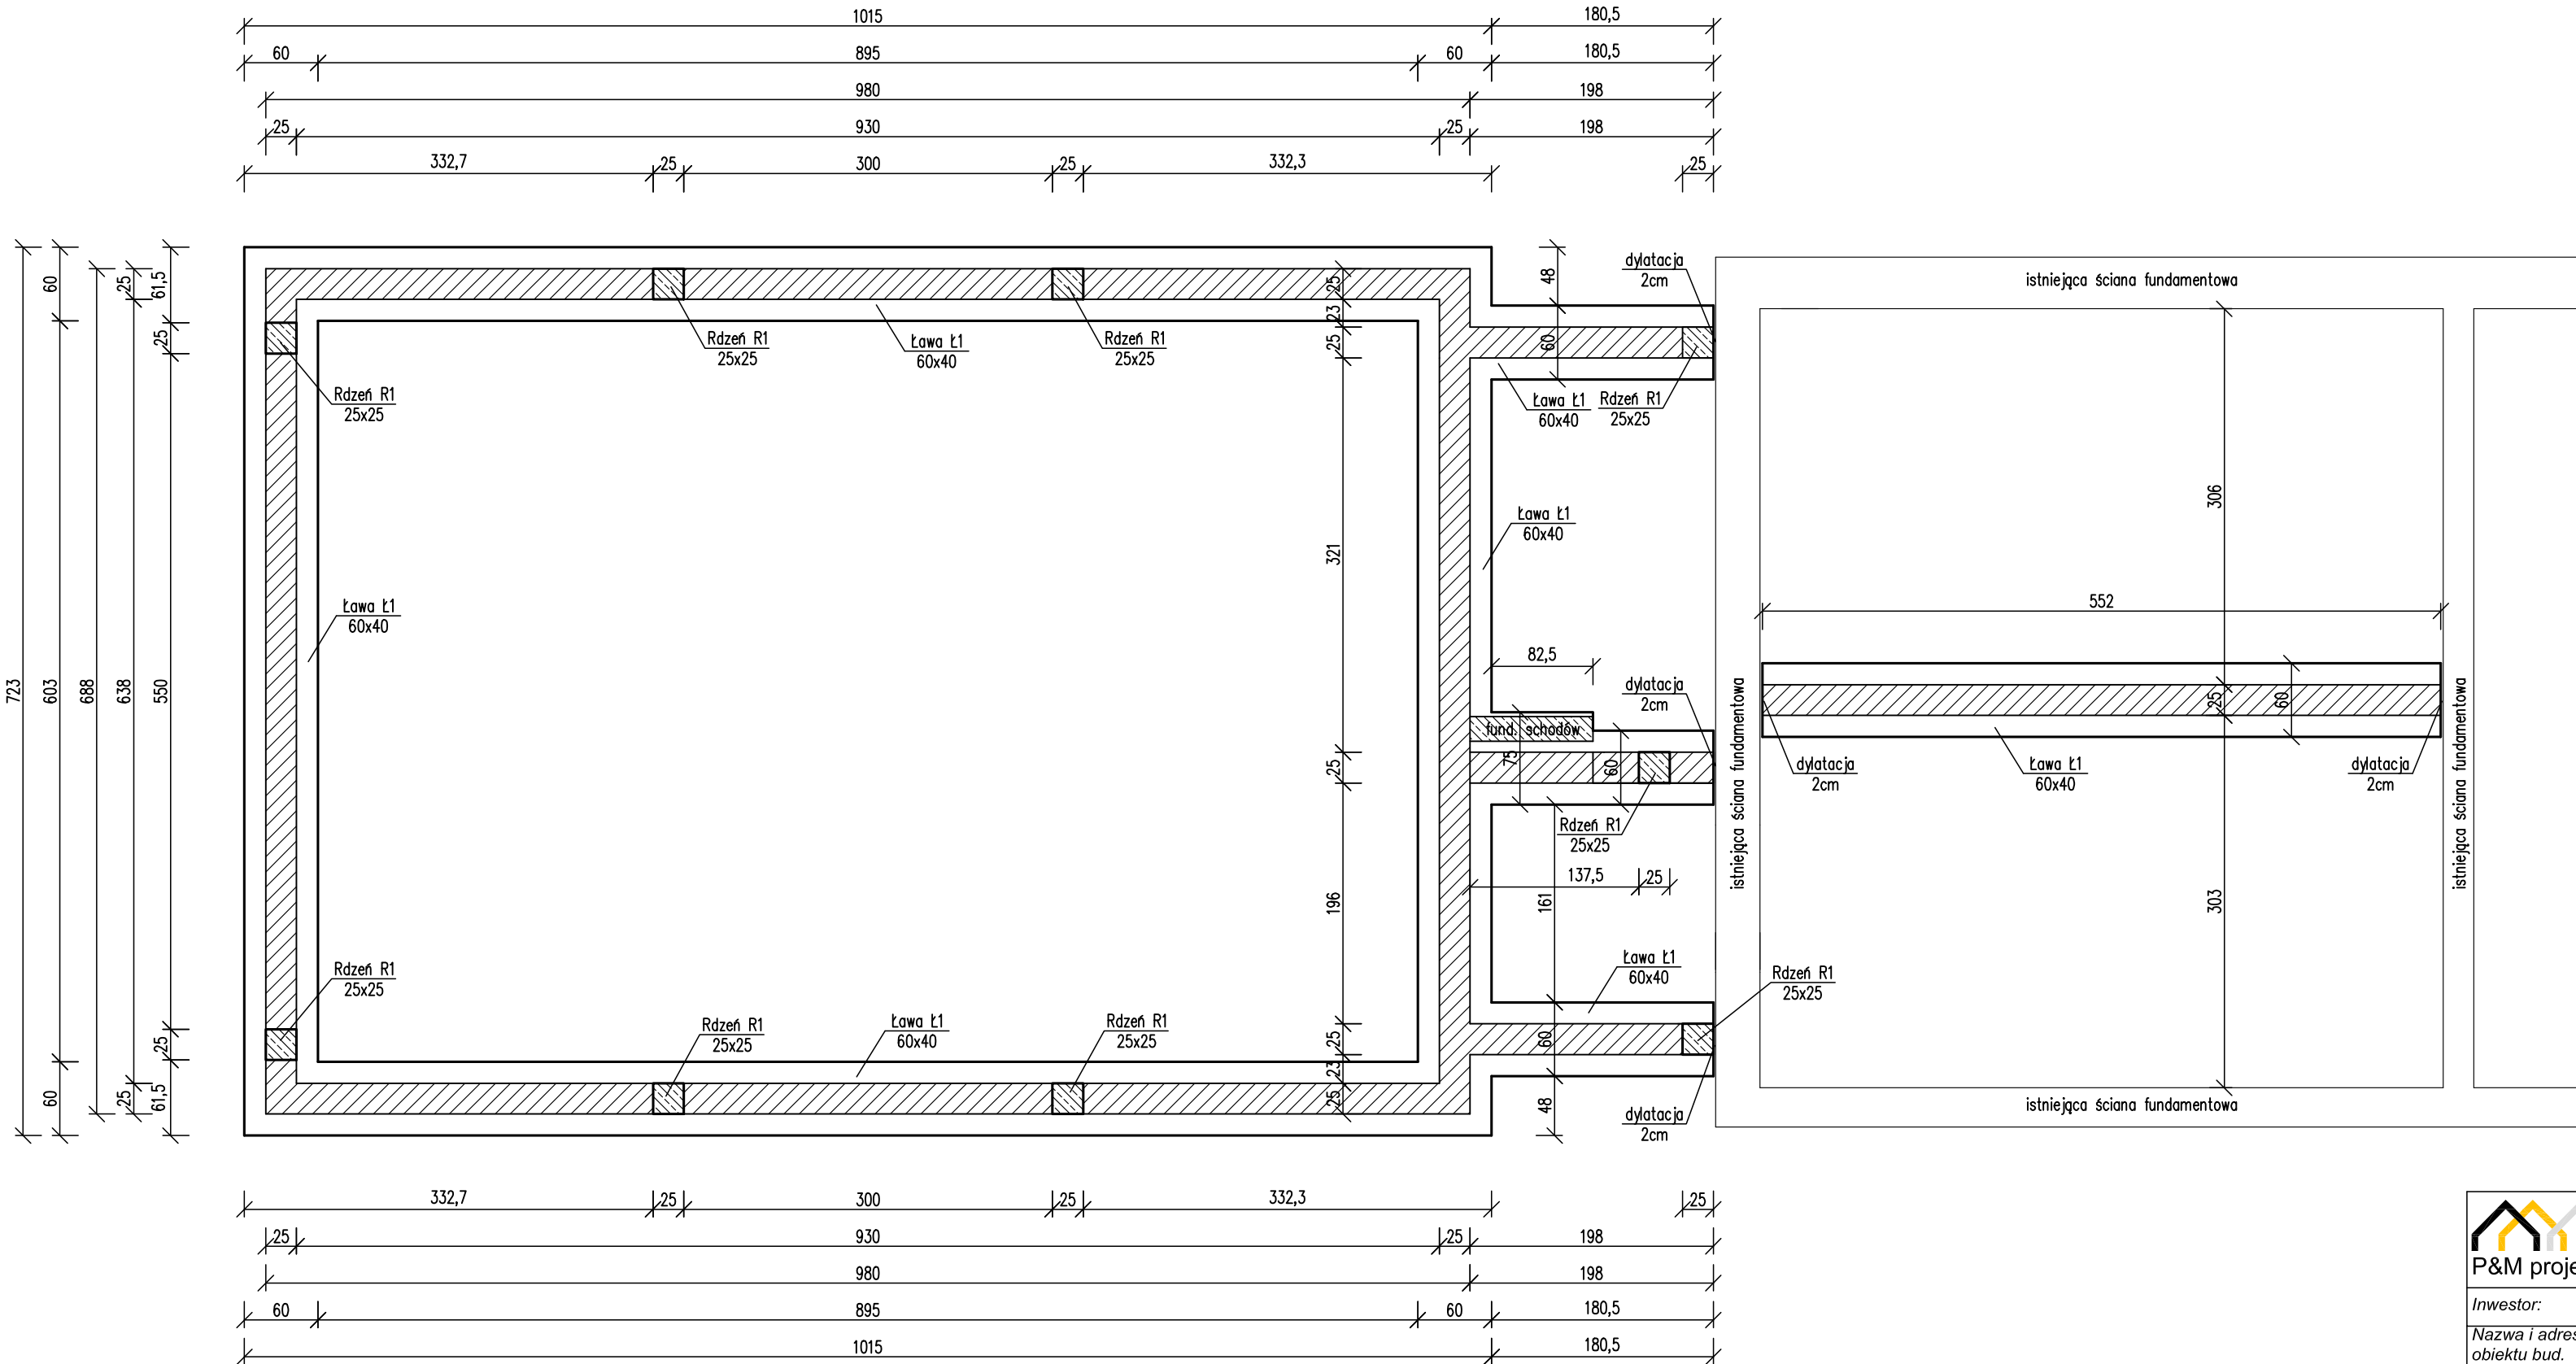 1015
180,5
60
895
60
180,5
980
198
25
930
25
198
332,7
25
300
25
332,3
25
723
60
603
60
688
25
638
25
61,5
25
550
25
61,5
Rdzeń R1
25x25
Ława Ł1
60x40
Rdzeń R1
25x25
Rdzeń R1
25x25
Ława Ł1
60x40
Rdzeń R1
25x25
25
23
25
321
25
196
25
23
25
48
60
dylatacja
2cm
Ława Ł1
60x40
Rdzeń R1
25x25
Ława Ł1
60x40
82,5
dylatacja
2cm
fund. schodów
75
60
Rdzeń R1
25x25
137,5
25
161
60
48
Ława Ł1
60x40
Rdzeń R1
25x25
dylatacja
2cm
Rdzeń R1
25x25
Rdzeń R1
25x25
Ława Ł1
60x40
Rdzeń R1
25x25
istniejąca ściana fundamentowa
306
552
25
60
istniejąca ściana fundamentowa
dylatacja
2cm
Ława Ł1
60x40
dylatacja
2cm
istniejąca ściana fundamentowa
303
istniejąca ściana fundamentowa
332,7
25
300
25
332,3
25
25
930
25
198
980
198
60
895
60
180,5
1015
180,5
P&M proje
Inwestor:
Nazwa i adres
obiektu bud.